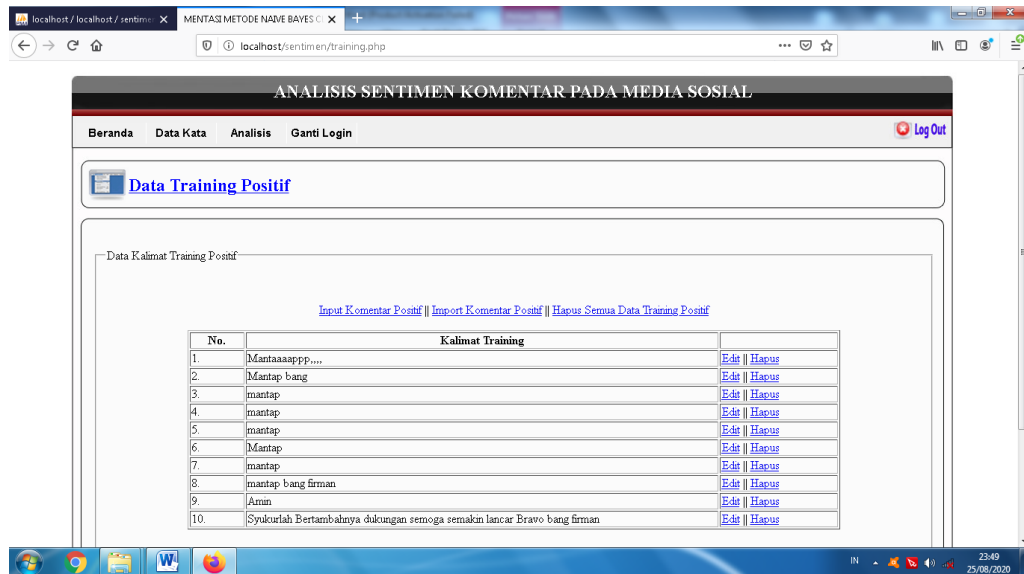 localhost / localhost / sentimen
MENTASI METODE NAIVE BAYES C
localhost/sentimen/training.php
ANALISIS SENTIMEN KOMENTAR PADA MEDIA SOSIAL
Beranda Data Kata Analisis Ganti Login Log Out
Data Training Positif
Data Kalimat Training Positif
Input Komentar Positif || Import Komentar Positif || Hapus Semua Data Training Positif
No. Kalimat Training
1. Mantaaaappp,,,, Edit || Hapus
2. Mantap bang Edit || Hapus
3. mantap Edit || Hapus
4. mantap Edit || Hapus
5. mantap Edit || Hapus
6. Mantap Edit || Hapus
7. mantap Edit || Hapus
8. mantap bang firman Edit || Hapus
9. Amin Edit || Hapus
10. Syukurlah Bertambahnya dukungan semoga semakin lancar Bravo bang firman Edit || Hapus
IN 23:49
25/08/2020